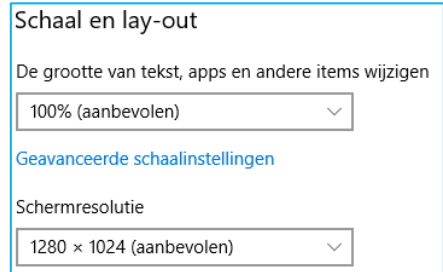 Schaal en lay-out
De grootte van tekst, apps en andere items wijzigen
100% (aanbevolen)
Geavanceerde schaalinstellingen
Schermresolutie
1280 × 1024 (aanbevolen)